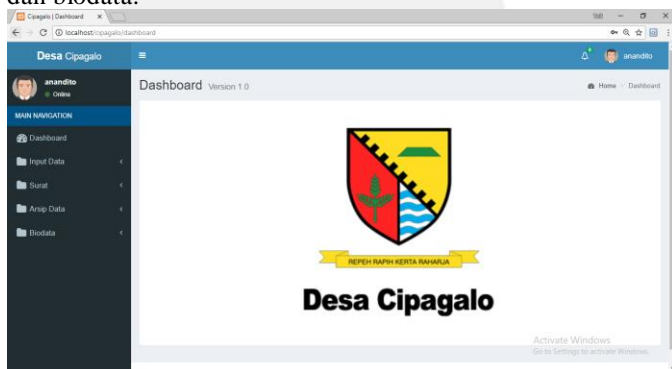 dan biodata.
Cipagalo | Dashboard
localhost/cipagalo/dashboard
Desa Cipagalo
anandito
anandito
Online
Dashboard Version 1.0
Home
Dashboard
MAIN NAVIGATION
Dashboard
Input Data
Surat
Arsip Data
Biodata
REPEH RAPIH KERTA RAHARJA
Desa Cipagalo
Activate Windows
Go to Settings to activate Windows.